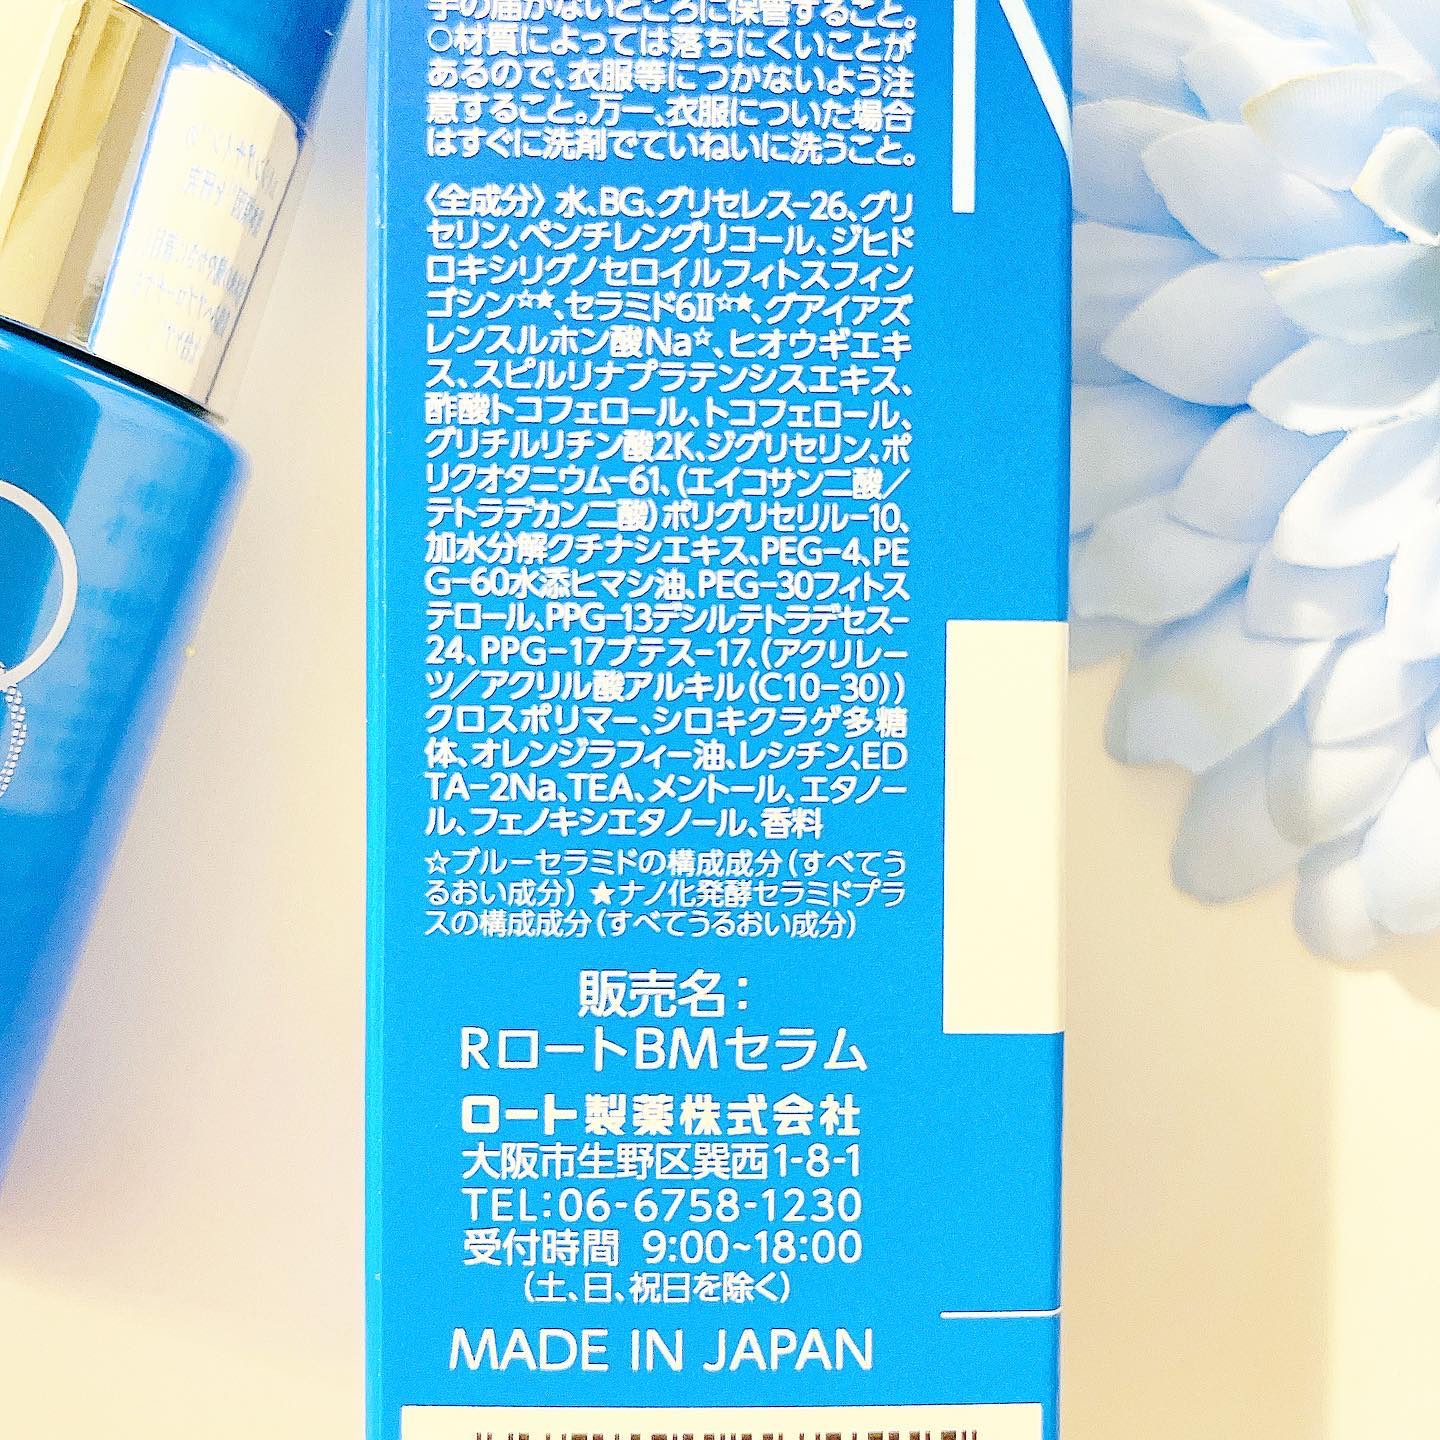 手の届かないところに保管すること。
○材質によっては落ちにくいことが
あるので、衣服等につかないよう注
意すること。万一、衣服についた場合
はすぐに洗剤でていねいに洗うこと。
〈全成分〉水、BG、グリセレス-26、グリ
セリン、ペンチレングリコール、ジヒド
ロキシリグノセロイルフィトスフィン
ゴシン☆★、セラミド6Ⅱ☆★、グアイアズ
レンスルホン酸Na☆、ヒオウギエキ
ス、スピルリナプラテンシスエキス、
酢酸トコフェロール、トコフェロール、
グリチルリチン酸2K、ジグリセリン、ポ
リクオタニウム-61、(エイコサン二酸/
テトラデカン二酸)ポリグリセリル-10、
加水分解クチナシエキス、PEG-4、PE
G-60水添ヒマシ油、PEG-30フィトス
テロール、PPG-13デシルテトラデセス-
24、PPG-17ブテス-17、(アクリレー
ツ/アクリル酸アルキル(C10-30))
クロスポリマー、シロキクラゲ多糖
体、オレンジラフィー油、レシチン、ED
TA-2Na、TEA、メントール、エタノー
ル、フェノキシエタノール、香料
☆ブルーセラミドの構成成分(すべてう
るおい成分) ★ナノ化発酵セラミドプラ
スの構成成分(すべてうるおい成分)
販売名:
RロートBMセラム
ロート製薬株式会社
大阪市生野区巽西1-8-1
TEL:06-6758-1230
受付時間 9:00~18:00
(土、日、祝日を除く)
MADE IN JAPAN